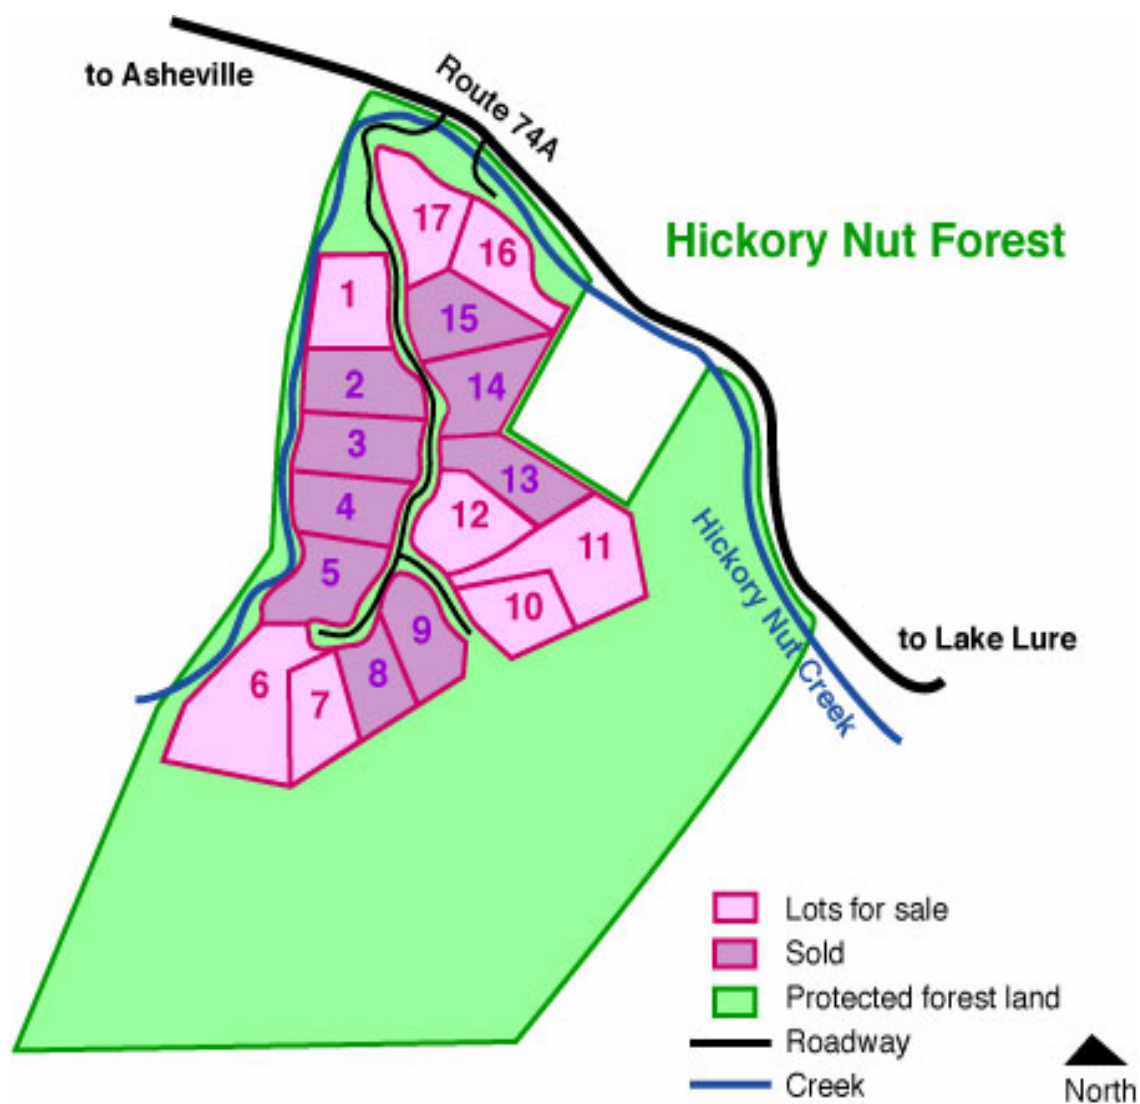 to Asheville
Route 74A
Hickory Nut Forest
17
16
1
15
2
14
3
13
4
12
11
5
10
9
8
6
7
Hickory Nut Creek
to Lake Lure
Lots for sale
Sold
Protected forest land
Roadway
Creek
North